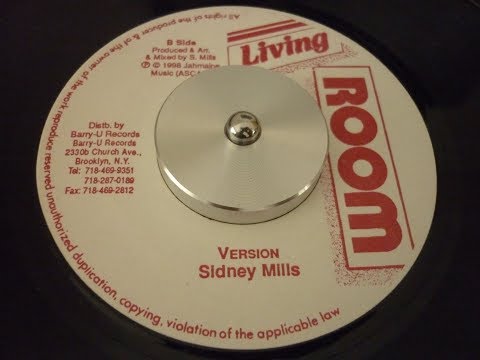 B Side
Produced & Arr.
& Mixed by S. Mills
℗ © 1998 Jahmaine
Music (ASC
Living
ROOM
Distb. by
Barry-U Records
Barry-U Records
2330b Church Ave.,
Brooklyn, N.Y.
Tel: 718-469-9351
718-287-0189
Fax: 718-469-2812
VERSION
Sidney Mills
All rights of the producer & of the owner of the work reproduce reserved unauthorized duplication, copying, violation of the applicable law